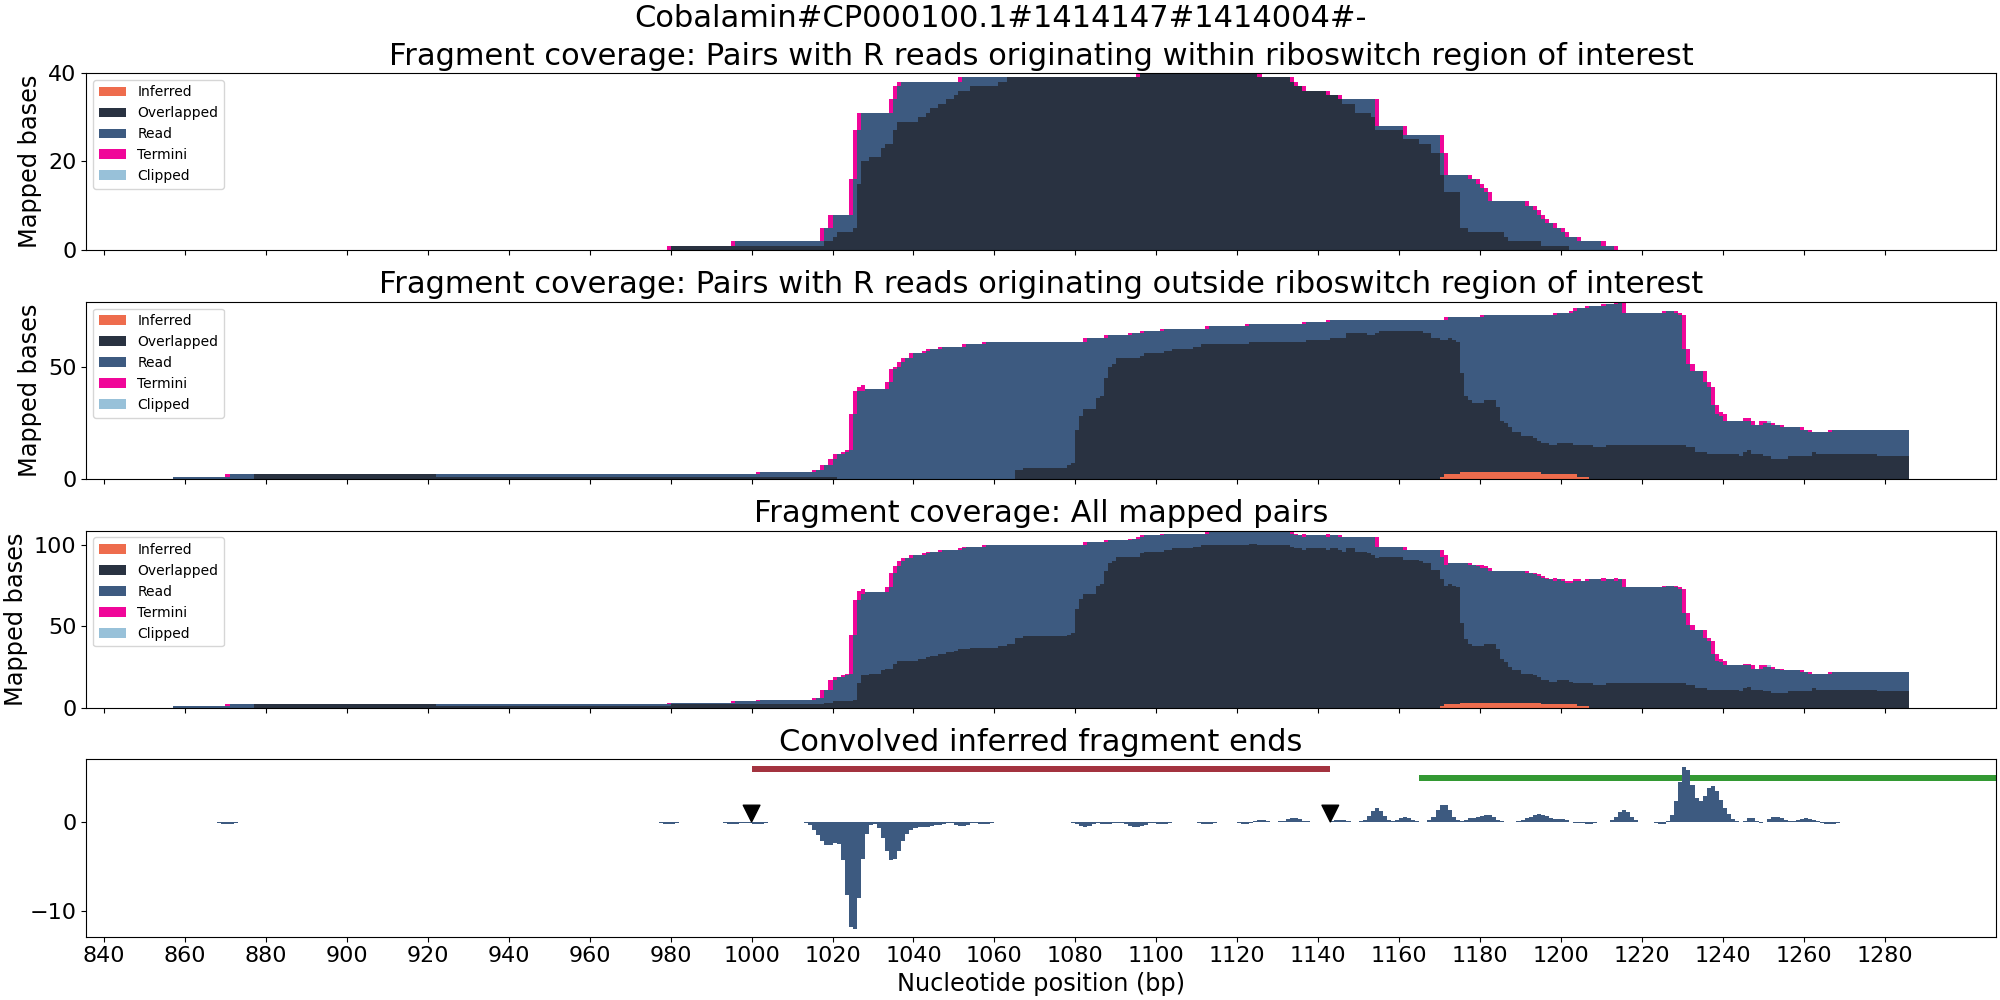 Cobalamin#CP000100.1#1414147#1414004#-
Fragment coverage: Pairs with R reads originating within riboswitch region of interest
Mapped bases
40
20
0
Inferred
Overlapped
Read
Termini
Clipped
Fragment coverage: Pairs with R reads originating outside riboswitch region of interest
Mapped bases
50
0
Inferred
Overlapped
Read
Termini
Clipped
Fragment coverage: All mapped pairs
Mapped bases
100
50
0
Inferred
Overlapped
Read
Termini
Clipped
Convolved inferred fragment ends
0
−10
840 860 880 900 920 940 960 980 1000 1020 1040 1060 1080 1100 1120 1140 1160 1180 1200 1220 1240 1260 1280
Nucleotide position (bp)